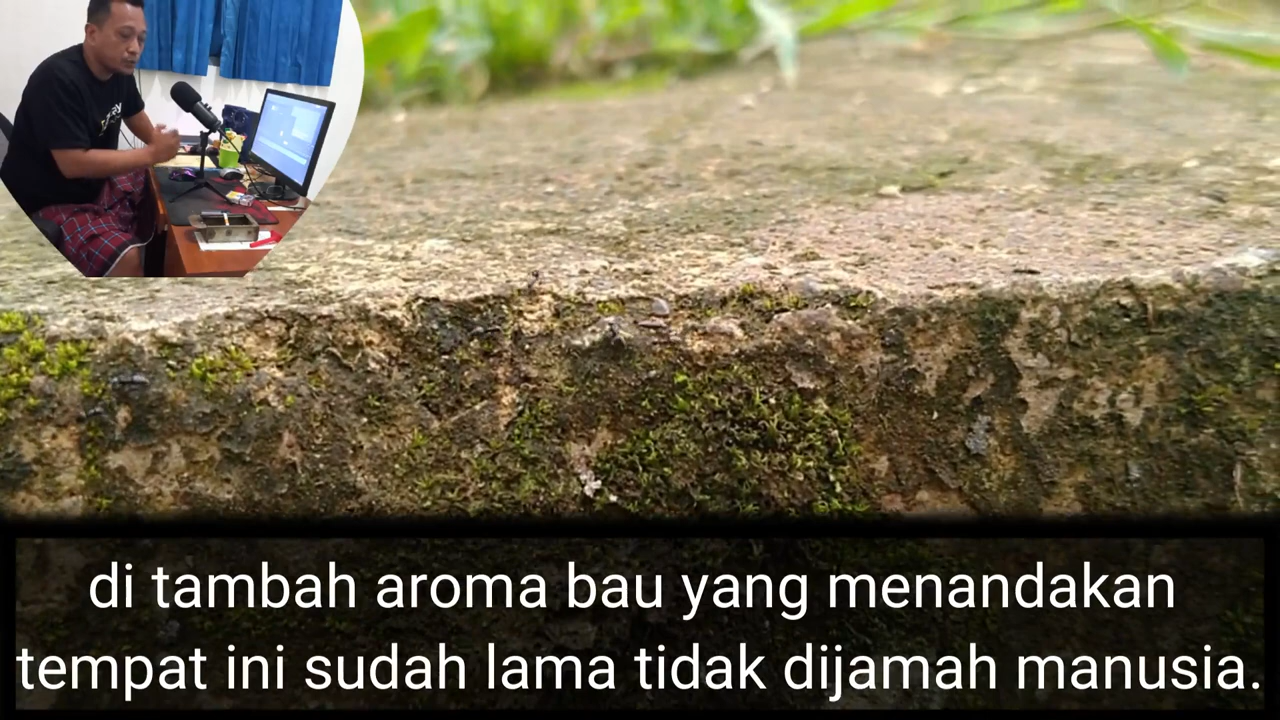 di tambah aroma bau yang menandakan
tempat ini sudah lama tidak dijamah manusia.